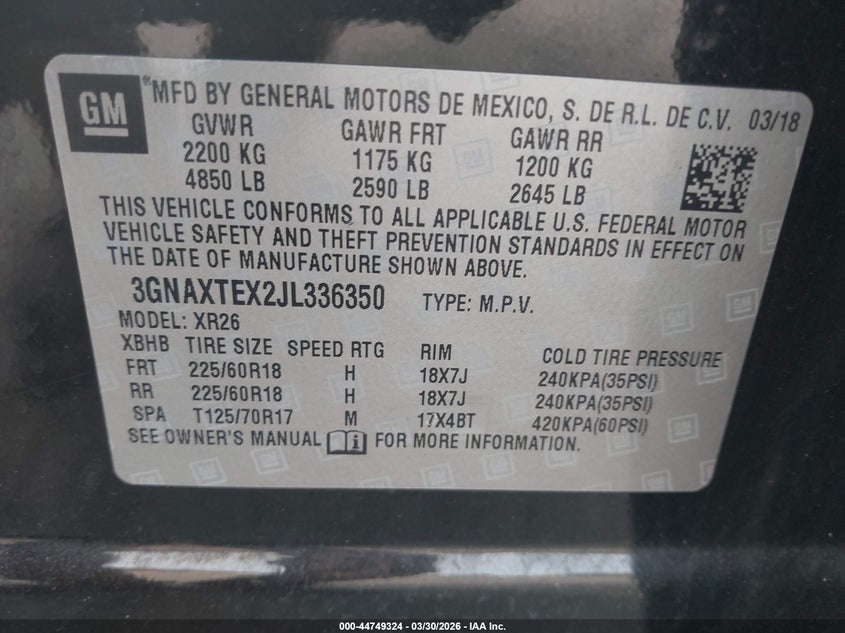 GM ® MFD BY GENERAL MOTORS DE MEXICO, S. DE R.L. DE C.V. 03/18
GVWR GAWR FRT GAWR RR
2200 KG 1175 KG 1200 KG
4850 LB 2590 LB 2645 LB
THIS VEHICLE CONFORMS TO ALL APPLICABLE U.S. FEDERAL MOTOR
VEHICLE SAFETY AND THEFT PREVENTION STANDARDS IN EFFECT ON
THE DATE OF MANUFACTURE SHOWN ABOVE.
3GNAXTEX2JL336350 TYPE: M.P.V.
MODEL: XR26
XBHB TIRE SIZE SPEED RTG RIM COLD TIRE PRESSURE
FRT 225/60R18 H 18X7J 240KPA(35PSI)
RR 225/60R18 H 18X7J 240KPA(35PSI)
SPA T125/70R17 M 17X4BT 420KPA(60PSI)
SEE OWNER'S MANUAL i FOR MORE INFORMATION.
000-44749324 | 03/30/2026 - IAA Inc.